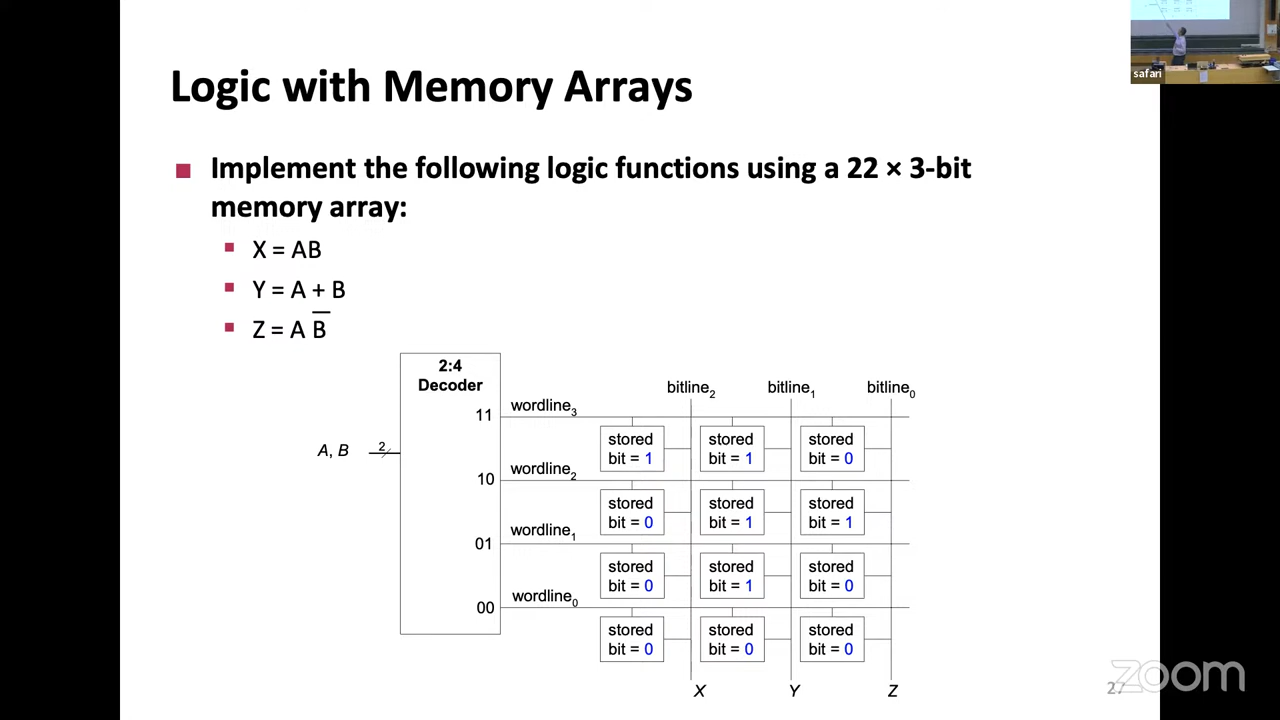 safari
Logic with Memory Arrays
Implement the following logic functions using a 22 × 3-bit
memory array:
X = AB
Y = A + B
Z = A B̅
2:4
Decoder
A, B
2
11
10
01
00
wordline₃
wordline₂
wordline₁
wordline₀
bitline₂ bitline₁ bitline₀
stored stored stored
bit = 1 bit = 1 bit = 0
stored stored stored
bit = 0 bit = 1 bit = 1
stored stored stored
bit = 0 bit = 1 bit = 0
stored stored stored
bit = 0 bit = 0 bit = 0
X Y Z
27
zoom